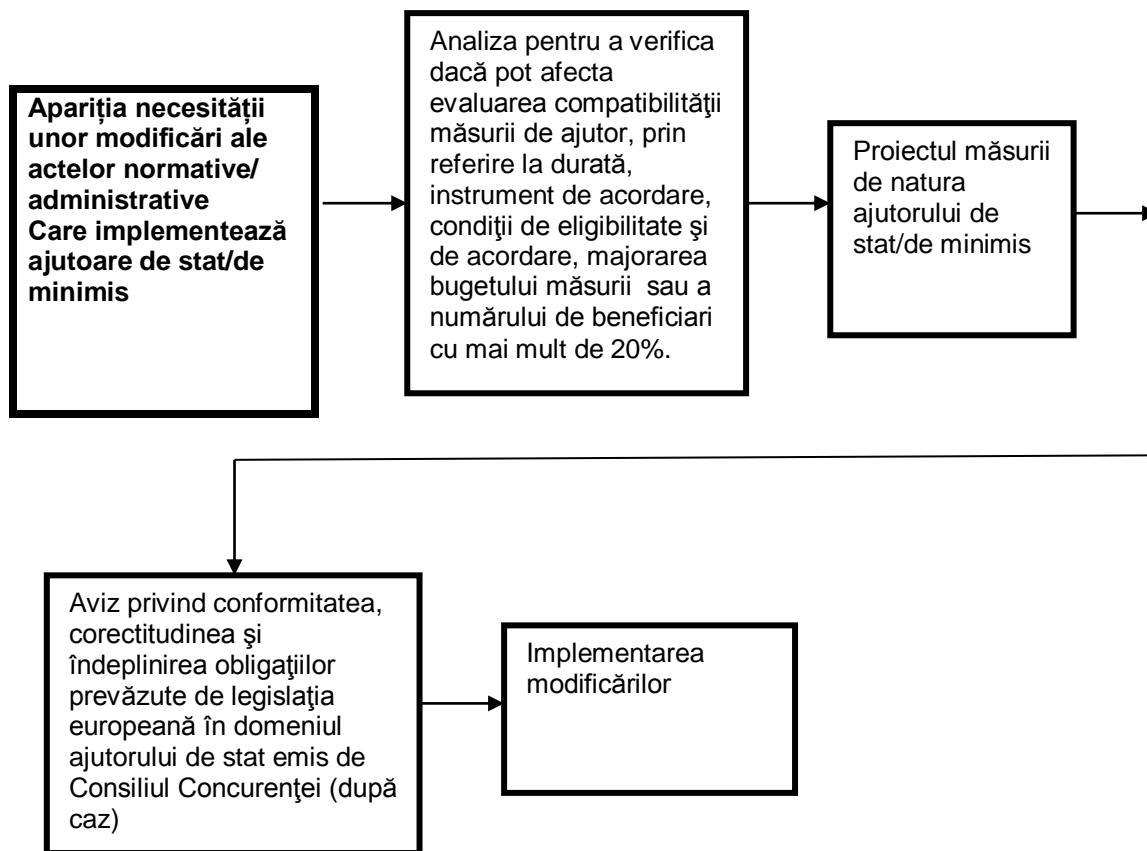 Apariția necesității
unor modificări ale
actelor normative/
administrative
Care implementează
ajutoare de stat/de
minimis
Analiza pentru a verifica
dacă pot afecta
evaluarea compatibilităţii
măsurii de ajutor, prin
referire la durată,
instrument de acordare,
condiţii de eligibilitate şi
de acordare, majorarea
bugetului măsurii sau a
numărului de beneficiari
cu mai mult de 20%.
Proiectul măsurii
de natura
ajutorului de
stat/de minimis
Aviz privind conformitatea,
corectitudinea şi
îndeplinirea obligaţiilor
prevăzute de legislaţia
europeană în domeniul
ajutorului de stat emis de
Consiliul Concurenţei (după
caz)
Implementarea
modificărilor